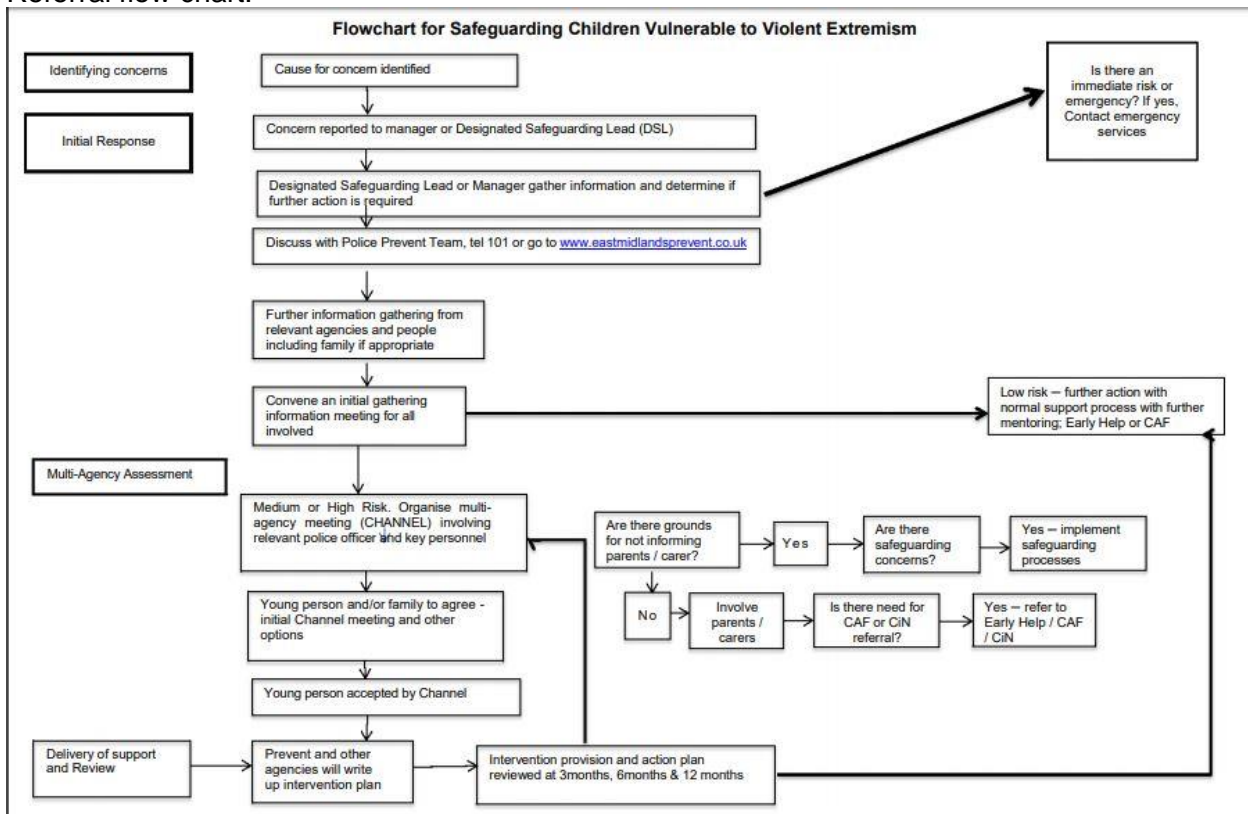 Referral flow chart:
Flowchart for Safeguarding Children Vulnerable to Violent Extremism
Identifying concerns
Cause for concern identified
Is there an
immediate risk or
emergency? If yes,
Contact emergency
services
Initial Response
Concern reported to manager or Designated Safeguarding Lead (DSL)
Designated Safeguarding Lead or Manager gather information and determine if
further action is required
Discuss with Police Prevent Team, tel 101 or go to www.eastmidlandsprevent.co.uk
Further information gathering from
relevant agencies and people
including family if appropriate
Convene an initial gathering
information meeting for all
involved
Low risk – further action with
normal support process with further
mentoring; Early Help or CAF
Multi-Agency Assessment
Medium or High Risk. Organise multi-
agency meeting (CHANNEL) involving
relevant police officer and key personnel
Are there grounds
for not informing
parents / carer?
Yes
Are there
safeguarding
concerns?
Yes – implement
safeguarding
processes
No
Involve
parents /
carers
Is there need for
CAF or CiN
referral?
Yes – refer to
Early Help / CAF
/ CiN
Young person and/or family to agree -
initial Channel meeting and other
options
Young person accepted by Channel
Delivery of support
and Review
Prevent and other
agencies will write
up intervention plan
Intervention provision and action plan
reviewed at 3months, 6months & 12 months